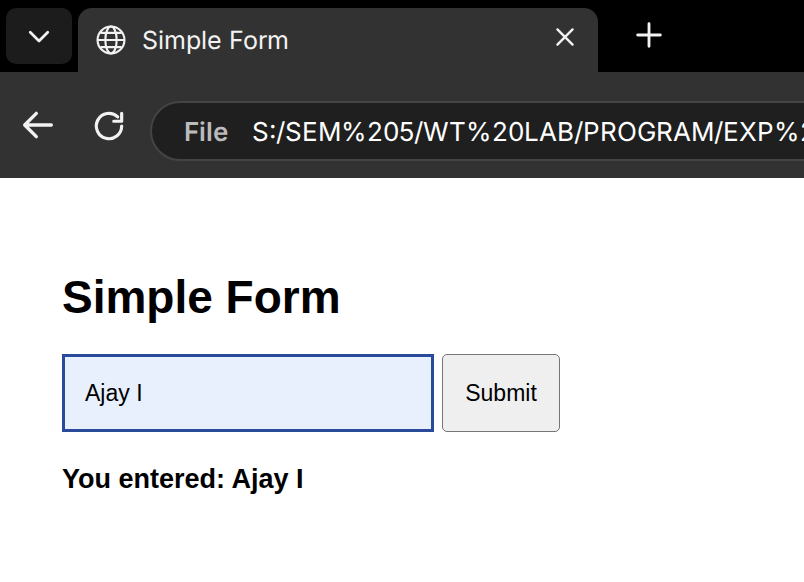 Simple Form
File S:/SEM%205/WT%20LAB/PROGRAM/EXP%2
Simple Form
Ajay I Submit
You entered: Ajay I